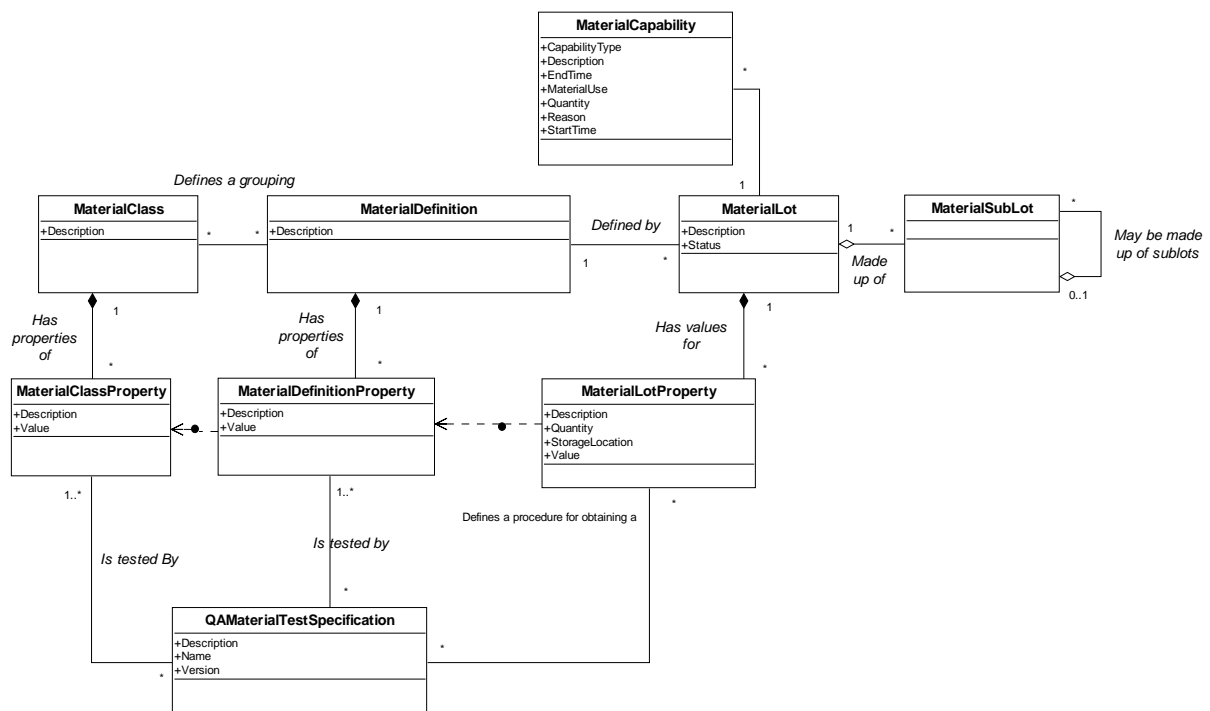 MaterialCapability
+CapabilityType
+Description
+EndTime
+MaterialUse
+Quantity
+Reason
+StartTime
*
1
Defines a grouping
MaterialClass
+Description
*
*
MaterialDefinition
+Description
Defined by
1
*
MaterialLot
+Description
+Status
1
*
Made
up of
MaterialSubLot
*
May be made
up of sublots
0..1
Has
properties
of
1
*
Has
properties
of
1
*
Has values
for
1
*
MaterialClassProperty
+Description
+Value
MaterialDefinitionProperty
+Description
+Value
MaterialLotProperty
+Description
+Quantity
+StorageLocation
+Value
1..*
1..*
*
Defines a procedure for obtaining a
Is tested By
Is tested by
*
QAMaterialTestSpecification
+Description
+Name
+Version
*
*